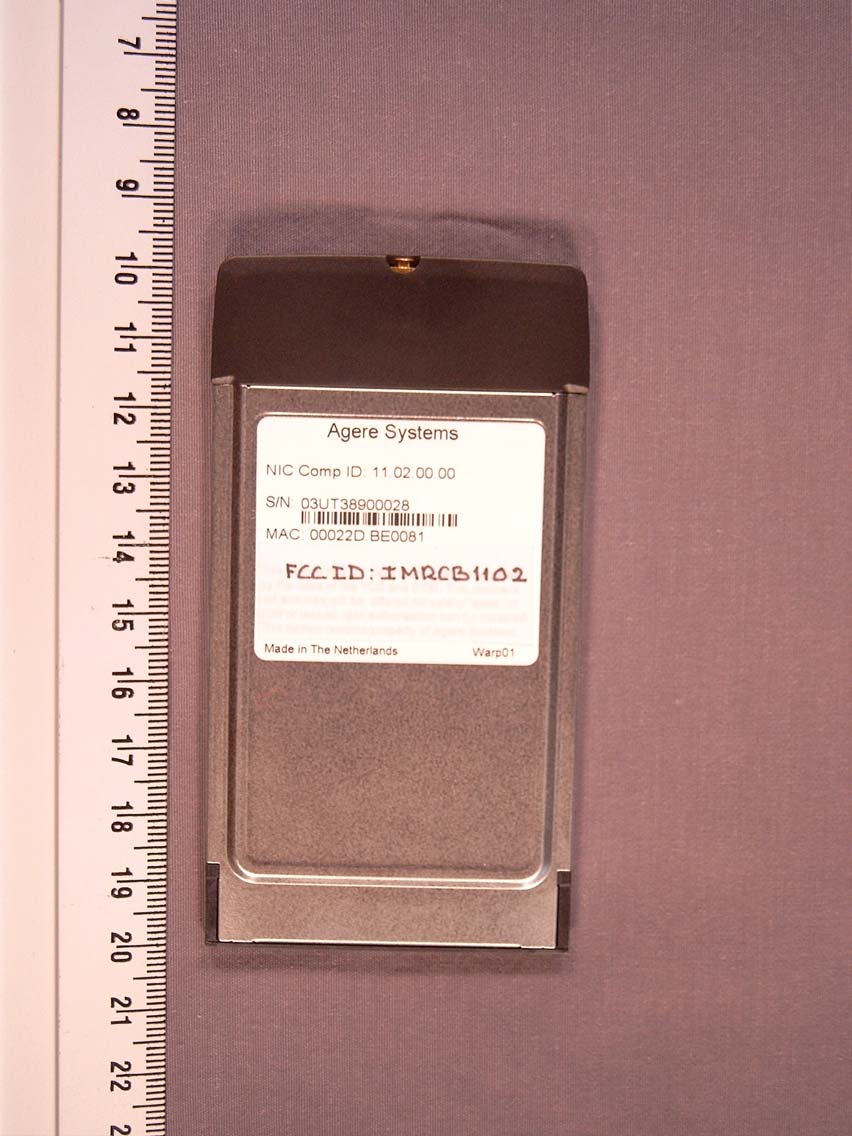 Agere Systems
NIC Comp ID: 11.02.00.00
S/N: 03UT38900028
MAC: 00022D.BE0081
FCC ID: IMRCB1102
Made in The Netherlands Warp01
7
8
9
10
11
12
13
14
15
16
17
18
19
20
21
22